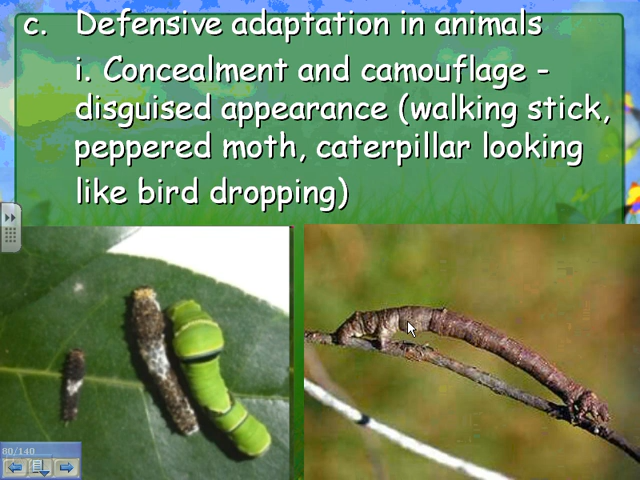 c. Defensive adaptation in animals
i. Concealment and camouflage -
disguised appearance (walking stick,
peppered moth, caterpillar looking
like bird dropping)
80/140